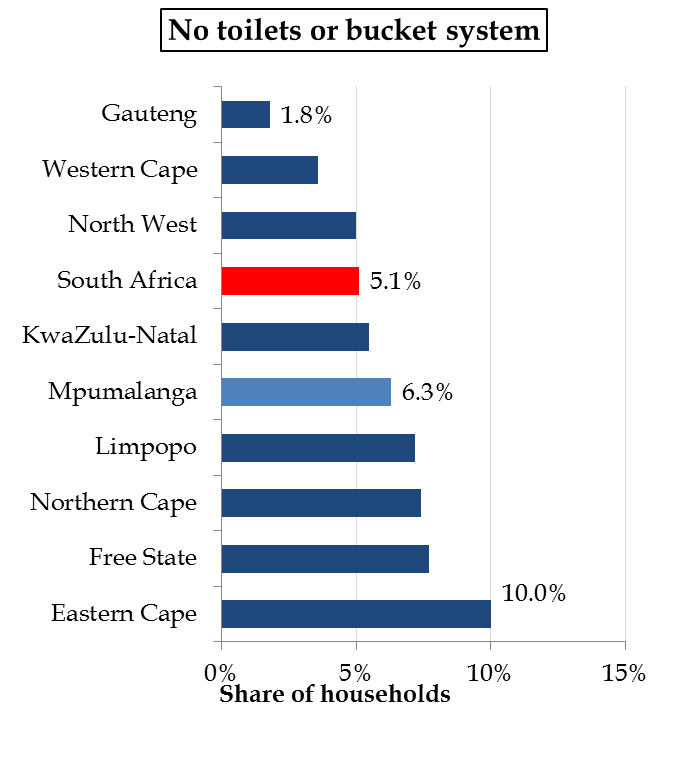 No toilets or bucket system
Gauteng 1.8%
Western Cape
North West
South Africa 5.1%
KwaZulu-Natal
Mpumalanga 6.3%
Limpopo
Northern Cape
Free State
10.0%
Eastern Cape
0% 5% 10% 15%
Share of households